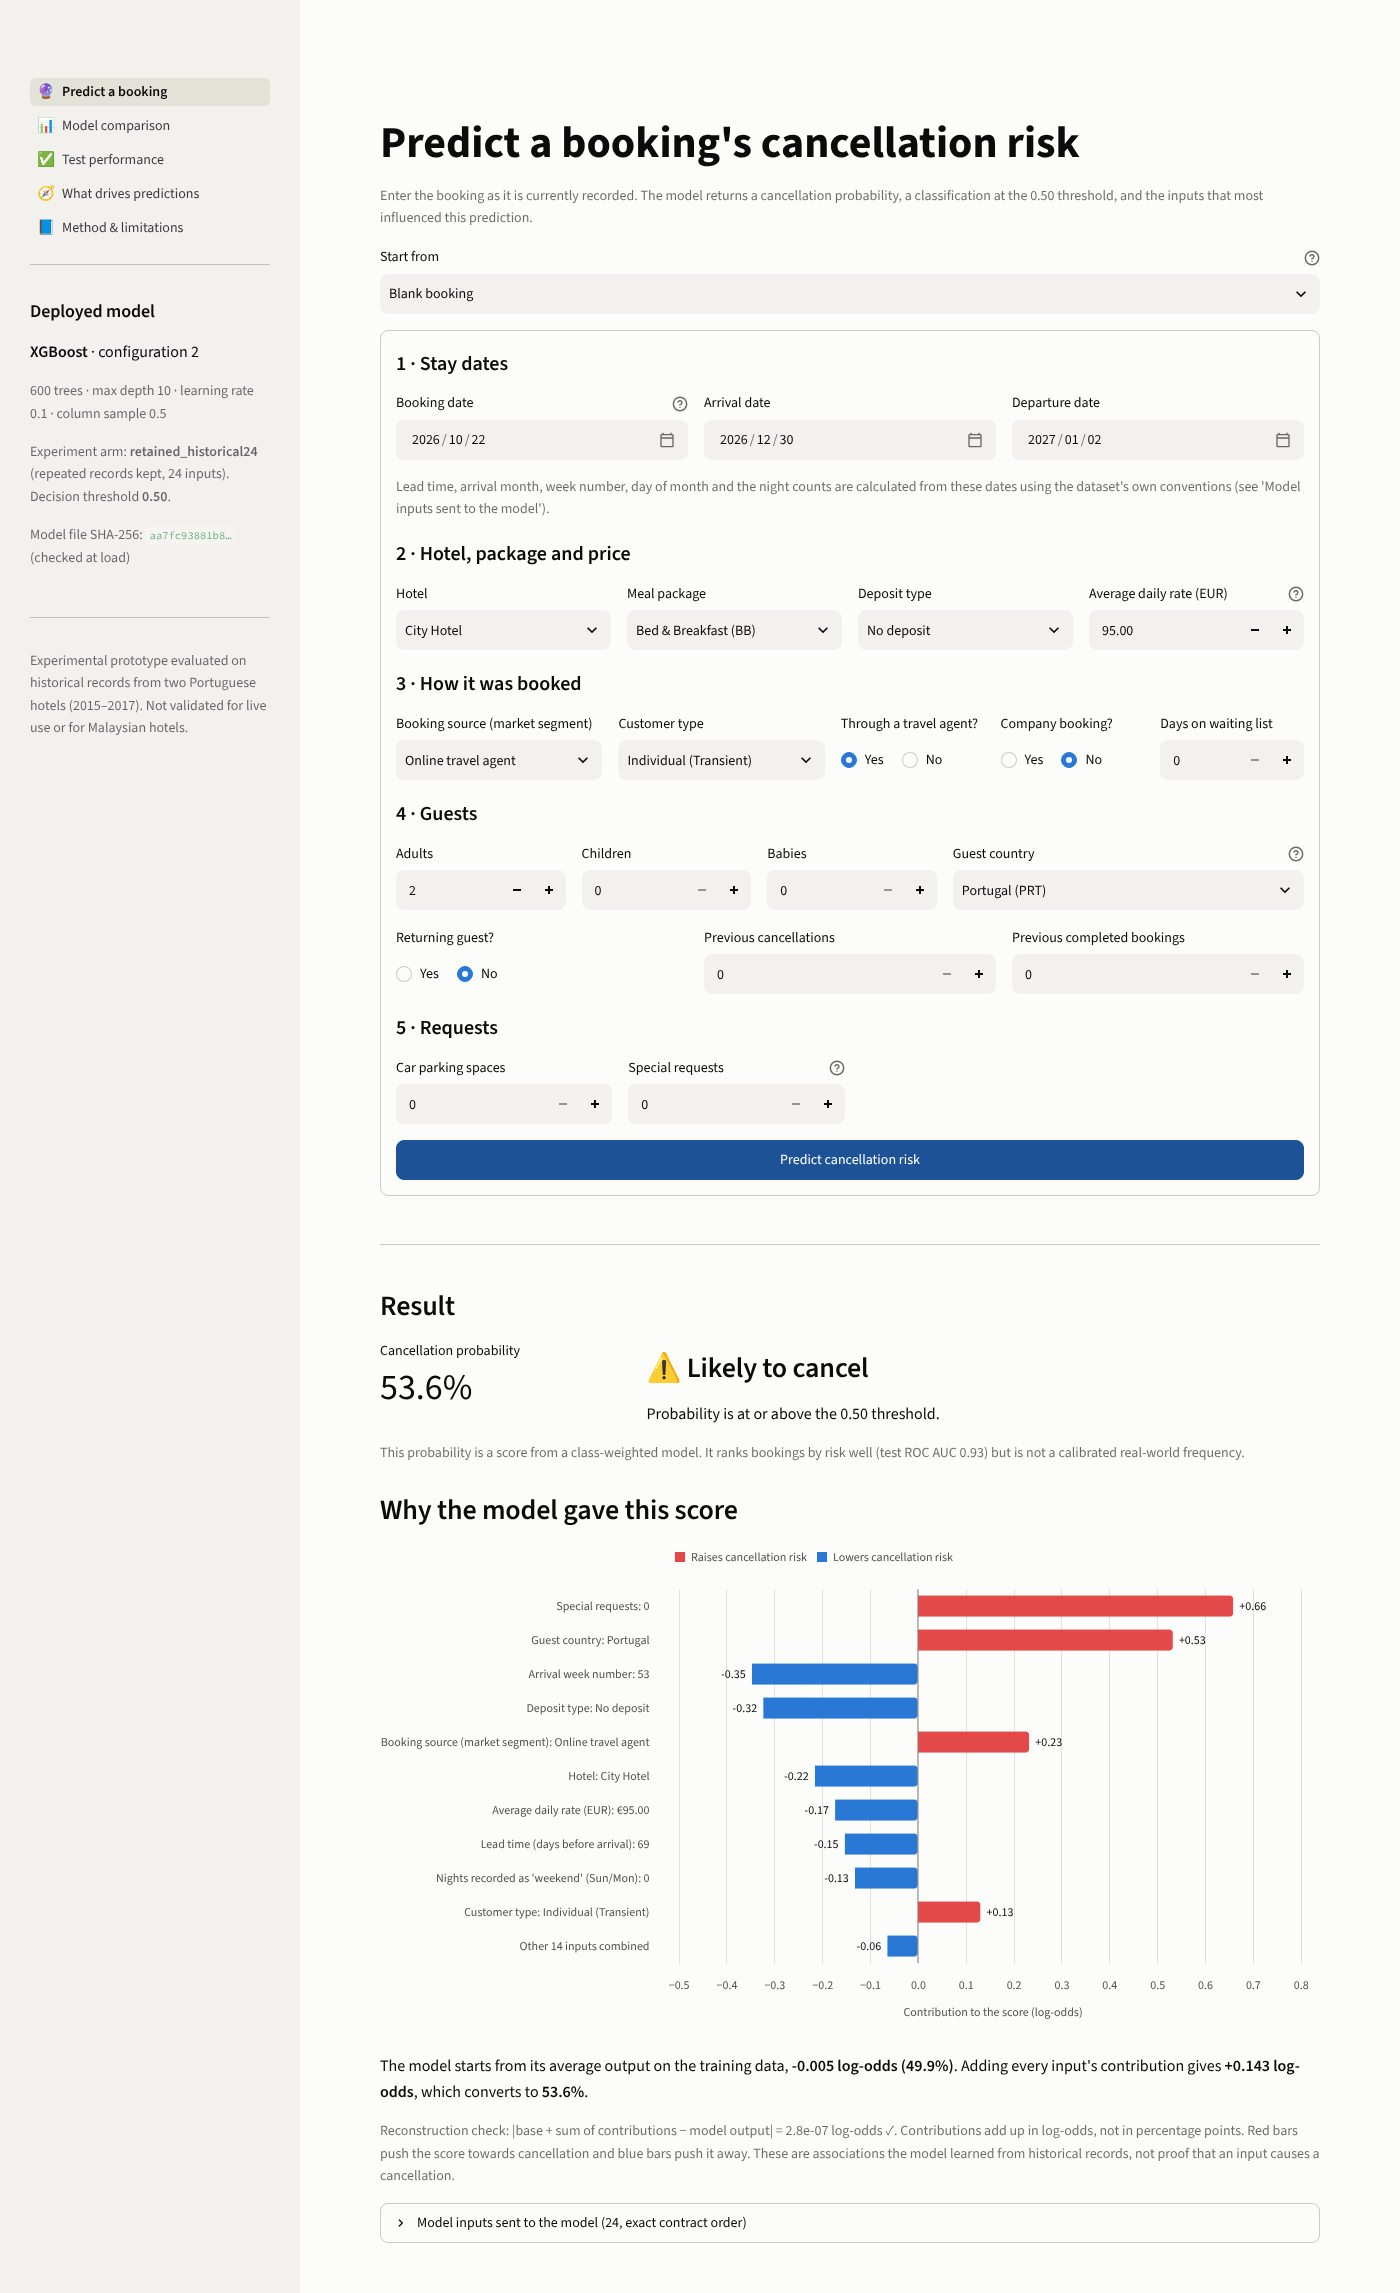 Predict a booking
Model comparison
Test performance
What drives predictions
Method & limitations
Deployed model
XGBoost · configuration 2
600 trees · max depth 10 · learning rate
0.1 · column sample 0.5
Experiment arm: retained_historical24
(repeated records kept, 24 inputs).
Decision threshold 0.50.
Model file SHA-256: aa7fc93881b8…
(checked at load)
Experimental prototype evaluated on
historical records from two Portuguese
hotels (2015–2017). Not validated for live
use or for Malaysian hotels.
Predict a booking's cancellation risk
Enter the booking as it is currently recorded. The model returns a cancellation probability, a classification at the 0.50 threshold, and the inputs that most
influenced this prediction.
Start from
Blank booking
1 · Stay dates
Booking date Arrival date Departure date
2026 / 10 / 22 2026 / 12 / 30 2027 / 01 / 02
Lead time, arrival month, week number, day of month and the night counts are calculated from these dates using the dataset's own conventions (see 'Model
inputs sent to the model').
2 · Hotel, package and price
Hotel Meal package Deposit type Average daily rate (EUR)
City Hotel Bed & Breakfast (BB) No deposit 95.00
3 · How it was booked
Booking source (market segment) Customer type Through a travel agent? Company booking? Days on waiting list
Online travel agent Individual (Transient) Yes No Yes No 0
4 · Guests
Adults Children Babies Guest country
2 0 0 Portugal (PRT)
Returning guest? Previous cancellations Previous completed bookings
Yes No 0 0
5 · Requests
Car parking spaces Special requests
0 0
Predict cancellation risk
Result
Cancellation probability
53.6%
Likely to cancel
Probability is at or above the 0.50 threshold.
This probability is a score from a class-weighted model. It ranks bookings by risk well (test ROC AUC 0.93) but is not a calibrated real-world frequency.
Why the model gave this score
Raises cancellation risk Lowers cancellation risk
Special requests: 0 +0.66
Guest country: Portugal +0.53
Arrival week number: 53 -0.35
Deposit type: No deposit -0.32
Booking source (market segment): Online travel agent +0.23
Hotel: City Hotel -0.22
Average daily rate (EUR): €95.00 -0.17
Lead time (days before arrival): 69 -0.15
Nights recorded as 'weekend' (Sun/Mon): 0 -0.13
Customer type: Individual (Transient) +0.13
Other 14 inputs combined -0.06
−0.5 −0.4 −0.3 −0.2 −0.1 0.0 0.1 0.2 0.3 0.4 0.5 0.6 0.7 0.8
Contribution to the score (log-odds)
The model starts from its average output on the training data, -0.005 log-odds (49.9%). Adding every input's contribution gives +0.143 log-
odds, which converts to 53.6%.
Reconstruction check: |base + sum of contributions − model output| = 2.8e-07 log-odds ✓. Contributions add up in log-odds, not in percentage points. Red bars
push the score towards cancellation and blue bars push it away. These are associations the model learned from historical records, not proof that an input causes a
cancellation.
Model inputs sent to the model (24, exact contract order)